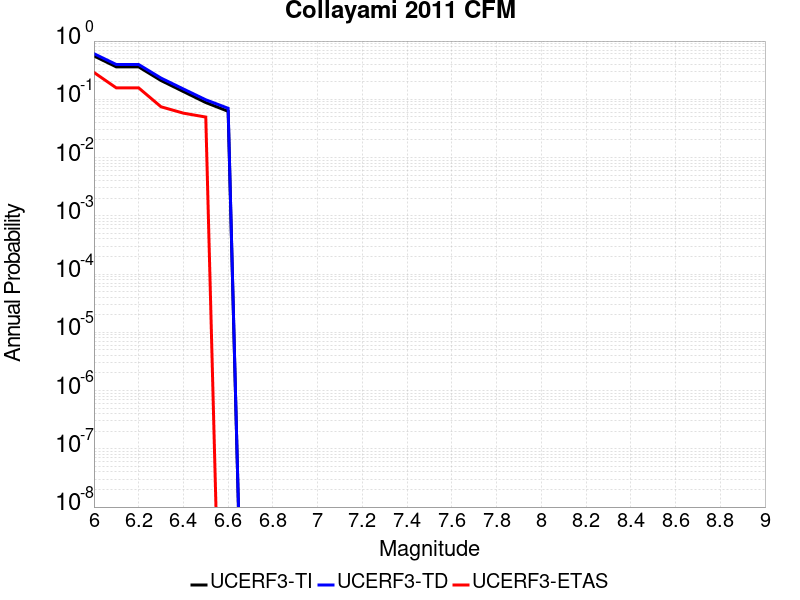 Collayami 2011 CFM
10^0
10^-1
10^-2
10^-3
10^-4
10^-5
10^-6
10^-7
10^-8
Annual Probability
6 6.2 6.4 6.6 6.8 7 7.2 7.4 7.6 7.8 8 8.2 8.4 8.6 8.8 9
Magnitude
UCERF3-TI UCERF3-TD UCERF3-ETAS